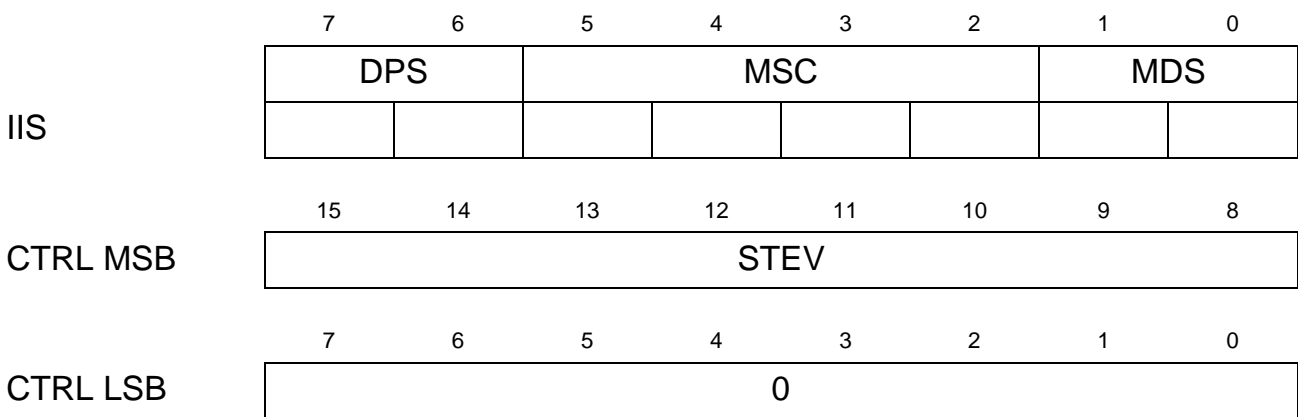 7 6 5 4 3 2 1 0
DPS MSC MDS
IIS
15 14 13 12 11 10 9 8
CTRL MSB STEV
7 6 5 4 3 2 1 0
CTRL LSB 0